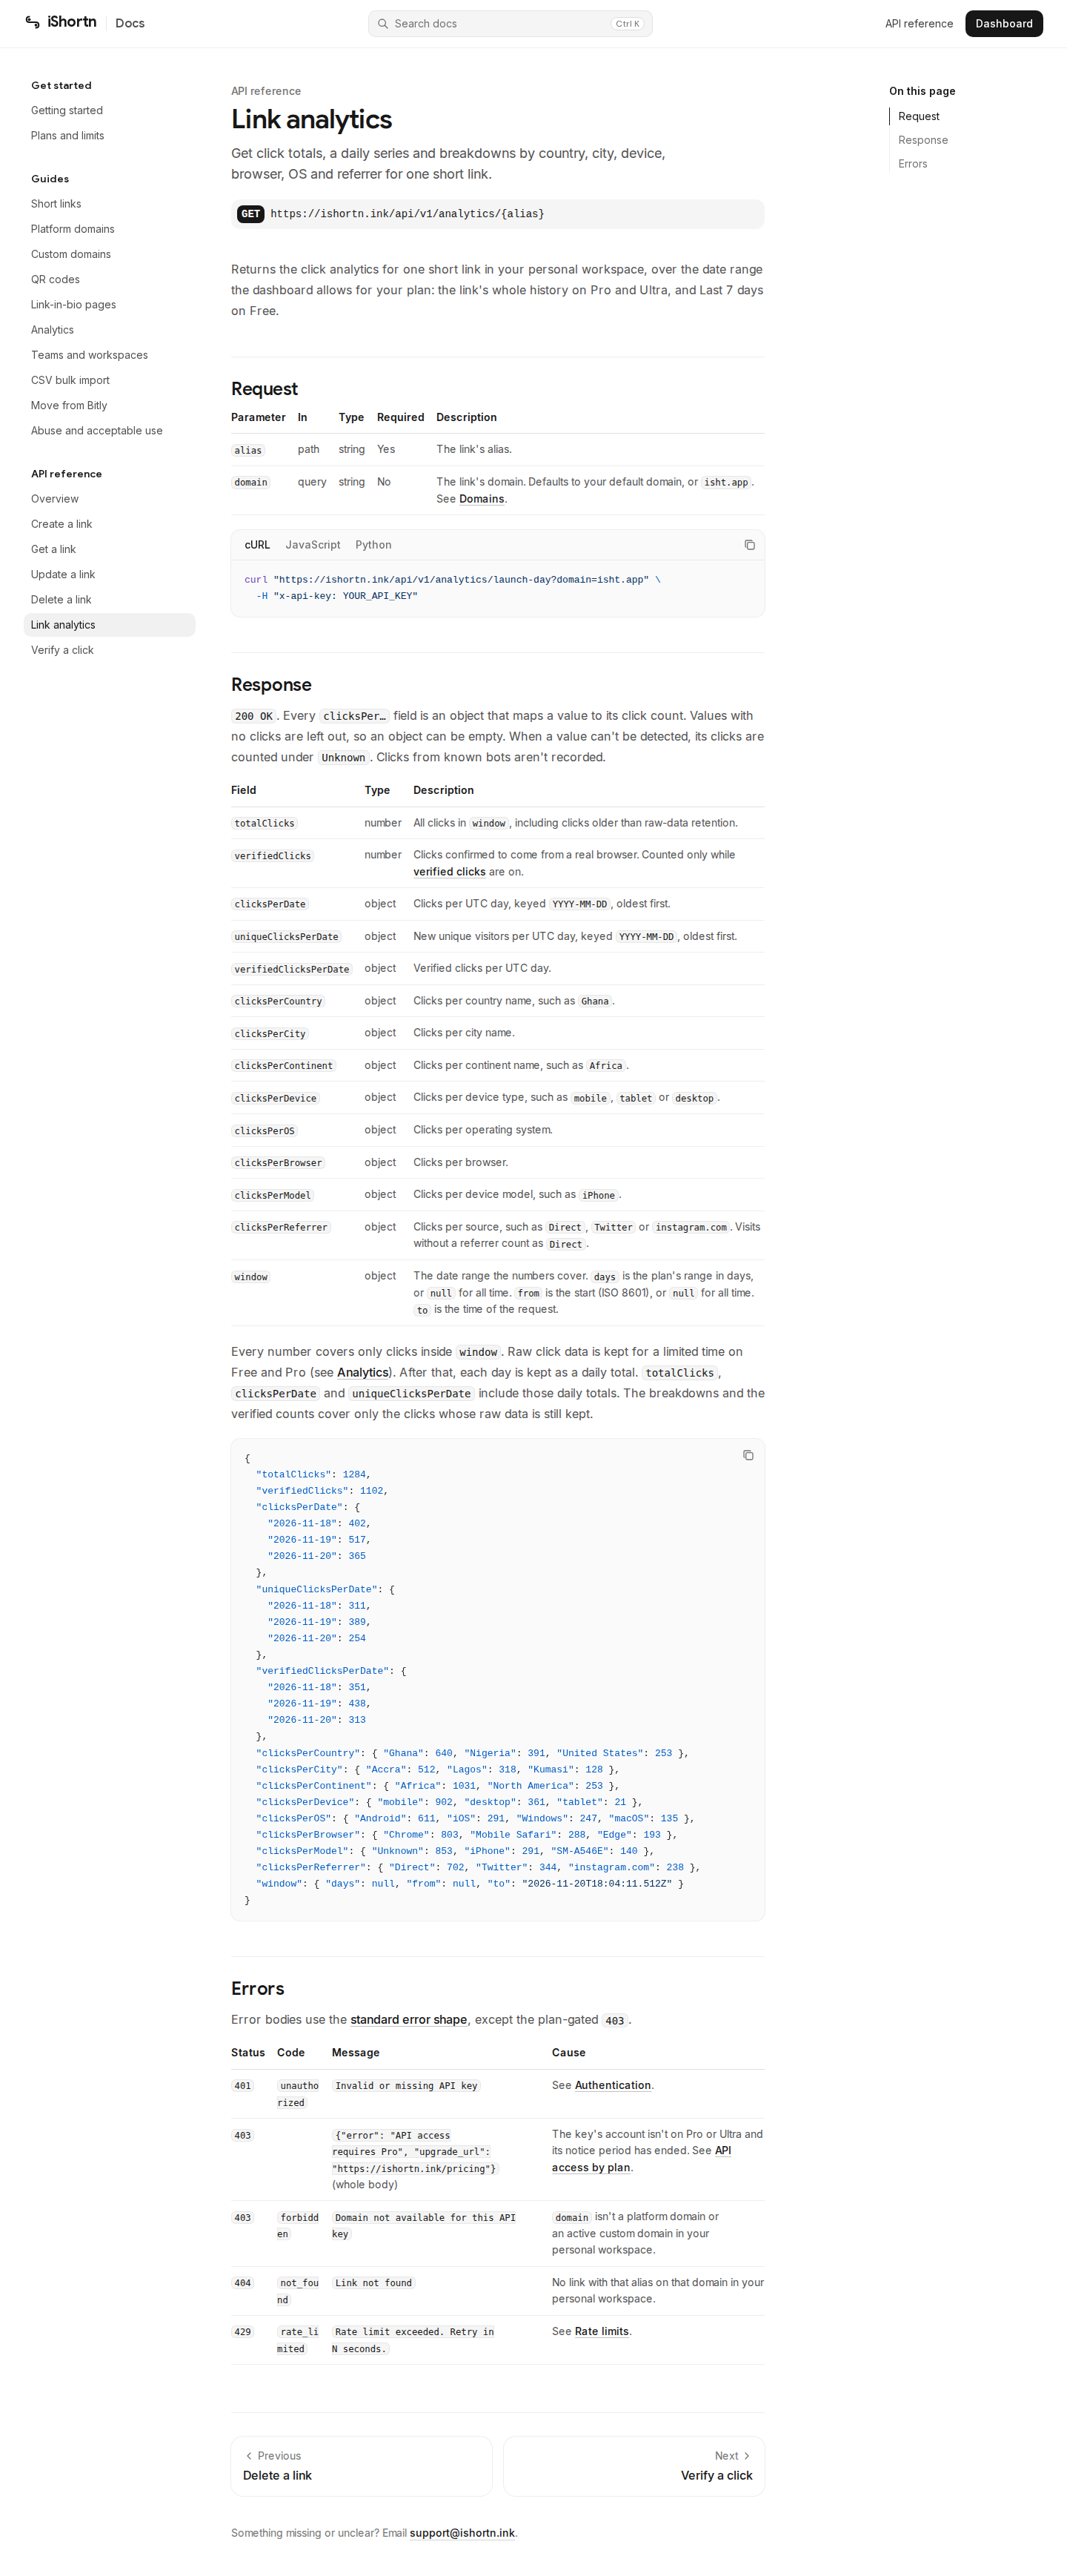 iShortn Docs Search docs Ctrl K API reference Dashboard
Get started
Getting started
Plans and limits
Guides
Short links
Platform domains
Custom domains
QR codes
Link-in-bio pages
Analytics
Teams and workspaces
CSV bulk import
Move from Bitly
Abuse and acceptable use
API reference
Overview
Create a link
Get a link
Update a link
Delete a link
Link analytics
Verify a click
API reference
Link analytics
Get click totals, a daily series and breakdowns by country, city, device,
browser, OS and referrer for one short link.
GET https://ishortn.ink/api/v1/analytics/{alias}
Returns the click analytics for one short link in your personal workspace, over the date range
the dashboard allows for your plan: the link's whole history on Pro and Ultra, and Last 7 days
on Free.
Request
Parameter In Type Required Description
alias path string Yes The link's alias.
domain query string No The link's domain. Defaults to your default domain, or isht.app.
See Domains.
cURL JavaScript Python
curl "https://ishortn.ink/api/v1/analytics/launch-day?domain=isht.app" \
-H "x-api-key: YOUR_API_KEY"
Response
200 OK. Every clicksPer… field is an object that maps a value to its click count. Values with
no clicks are left out, so an object can be empty. When a value can't be detected, its clicks are
counted under Unknown. Clicks from known bots aren't recorded.
Field Type Description
totalClicks number All clicks in window, including clicks older than raw-data retention.
verifiedClicks number Clicks confirmed to come from a real browser. Counted only while
verified clicks are on.
clicksPerDate object Clicks per UTC day, keyed YYYY-MM-DD, oldest first.
uniqueClicksPerDate object New unique visitors per UTC day, keyed YYYY-MM-DD, oldest first.
verifiedClicksPerDate object Verified clicks per UTC day.
clicksPerCountry object Clicks per country name, such as Ghana.
clicksPerCity object Clicks per city name.
clicksPerContinent object Clicks per continent name, such as Africa.
clicksPerDevice object Clicks per device type, such as mobile, tablet or desktop.
clicksPerOS object Clicks per operating system.
clicksPerBrowser object Clicks per browser.
clicksPerModel object Clicks per device model, such as iPhone.
clicksPerReferrer object Clicks per source, such as Direct, Twitter or instagram.com. Visits
without a referrer count as Direct.
window object The date range the numbers cover. days is the plan's range in days,
or null for all time. from is the start (ISO 8601), or null for all time.
to is the time of the request.
Every number covers only clicks inside window. Raw click data is kept for a limited time on
Free and Pro (see Analytics). After that, each day is kept as a daily total. totalClicks,
clicksPerDate and uniqueClicksPerDate include those daily totals. The breakdowns and the
verified counts cover only the clicks whose raw data is still kept.
{
"totalClicks": 1284,
"verifiedClicks": 1102,
"clicksPerDate": {
"2026-11-18": 402,
"2026-11-19": 517,
"2026-11-20": 365
},
"uniqueClicksPerDate": {
"2026-11-18": 311,
"2026-11-19": 389,
"2026-11-20": 254
},
"verifiedClicksPerDate": {
"2026-11-18": 351,
"2026-11-19": 438,
"2026-11-20": 313
},
"clicksPerCountry": { "Ghana": 640, "Nigeria": 391, "United States": 253 },
"clicksPerCity": { "Accra": 512, "Lagos": 318, "Kumasi": 128 },
"clicksPerContinent": { "Africa": 1031, "North America": 253 },
"clicksPerDevice": { "mobile": 902, "desktop": 361, "tablet": 21 },
"clicksPerOS": { "Android": 611, "iOS": 291, "Windows": 247, "macOS": 135 },
"clicksPerBrowser": { "Chrome": 803, "Mobile Safari": 288, "Edge": 193 },
"clicksPerModel": { "Unknown": 853, "iPhone": 291, "SM-A546E": 140 },
"clicksPerReferrer": { "Direct": 702, "Twitter": 344, "instagram.com": 238 },
"window": { "days": null, "from": null, "to": "2026-11-20T18:04:11.512Z" }
}
Errors
Error bodies use the standard error shape, except the plan-gated 403.
Status Code Message Cause
401 unautho Invalid or missing API key See Authentication.
rized
403 {"error": "API access The key's account isn't on Pro or Ultra and
requires Pro", "upgrade_url": its notice period has ended. See API
"https://ishortn.ink/pricing"} access by plan.
(whole body)
403 forbidd Domain not available for this API domain isn't a platform domain or
en key an active custom domain in your
personal workspace.
404 not_fou Link not found No link with that alias on that domain in your
nd personal workspace.
429 rate_li Rate limit exceeded. Retry in See Rate limits.
mited N seconds.
Previous
Delete a link
Next
Verify a click
Something missing or unclear? Email support@ishortn.ink.
On this page
Request
Response
Errors